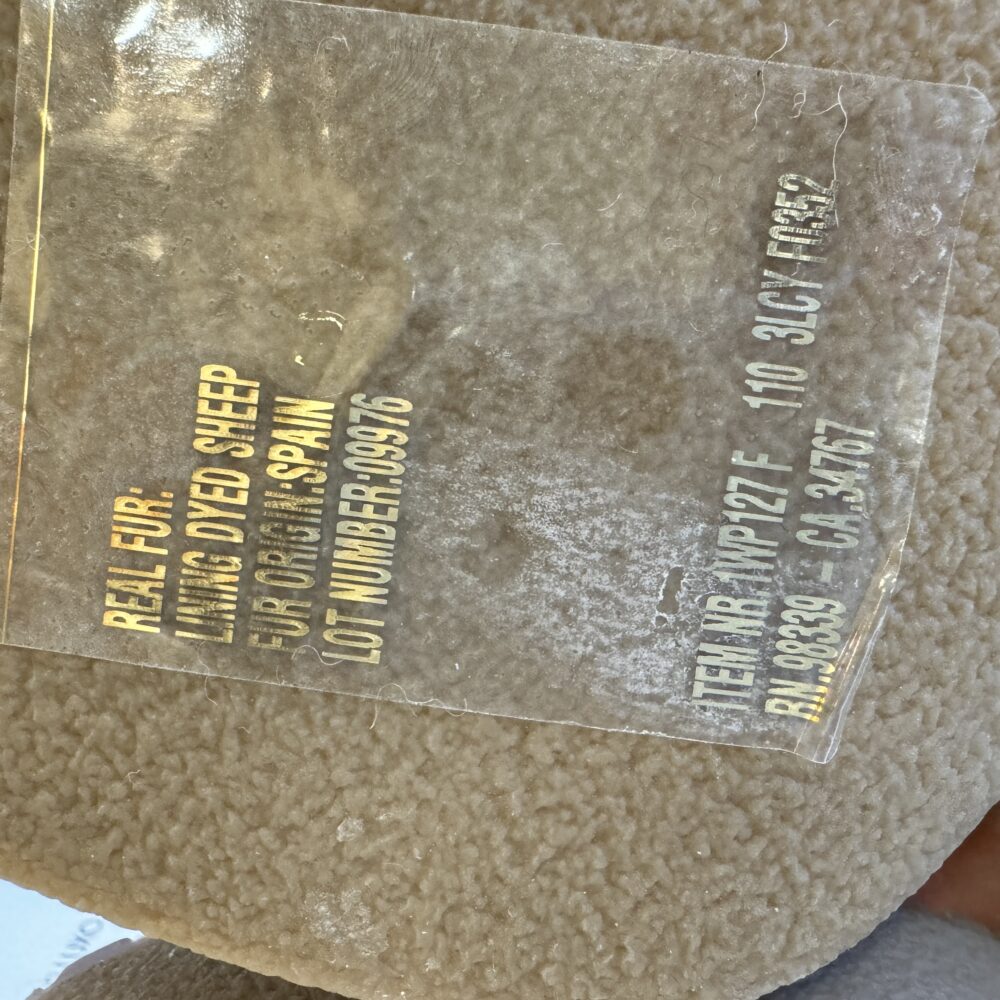 REAL FUR:
LINING DYED SHEEP
FUR ORIGIN:SPAIN
LOT NUMBER:09976
ITEM NR. 1WP127 F 110 3LCY F0352
RN.98339 – CA.34767